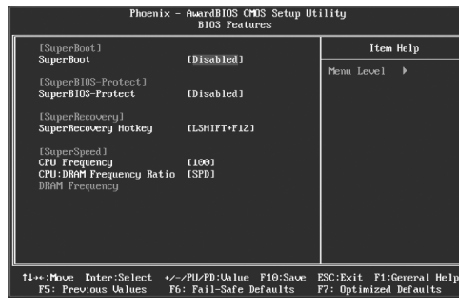 Phoenix - AwardBIOS CMOS Setup Utility
BIOS Features
[SuperBoot]
SuperBoot [Disabled]
[SuperBIOS-Protect]
SuperBIOS-Protect [Disabled]
[SuperRecovery]
SuperRecovery Hotkey [LSHIFT+F12]
[SuperSpeed]
CPU Frequency [100]
CPU:DRAM Frequency Ratio [SPD]
DRAM Frequency
Item Help
Menu Level ▶
↑↓→←:Move Enter:Select +/-/PU/PD:Value F10:Save ESC:Exit F1:General Help
F5: Previous Values F6: Fail-Safe Defaults F7: Optimized Defaults